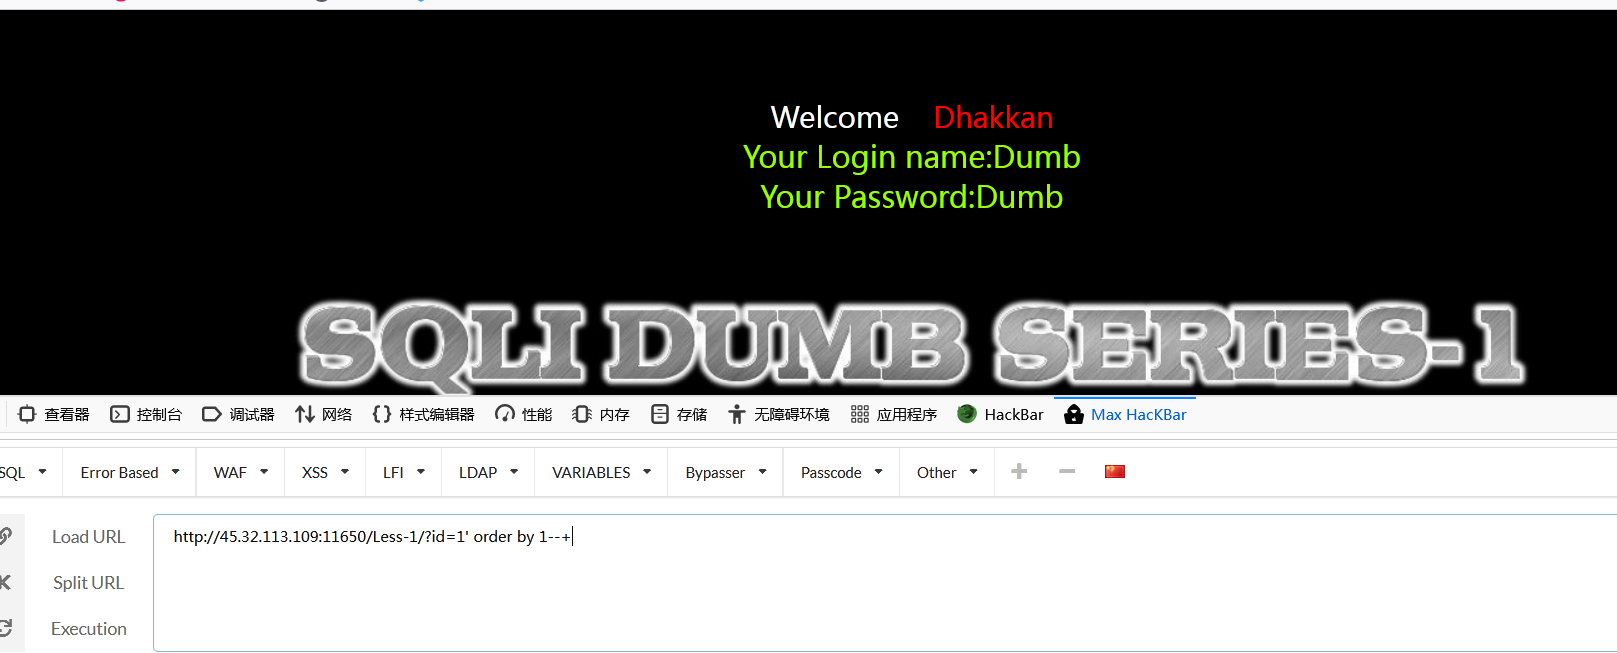 Welcome Dhakkan
Your Login name:Dumb
Your Password:Dumb
SQLI DUMB SERIES-1
查看器 控制台 调试器 网络 样式编辑器 性能 内存 存储 无障碍环境 应用程序 HackBar Max HacKBar
SQL Error Based WAF XSS LFI LDAP VARIABLES Bypasser Passcode Other
Load URL http://45.32.113.109:11650/Less-1/?id=1' order by 1--+
Split URL
Execution